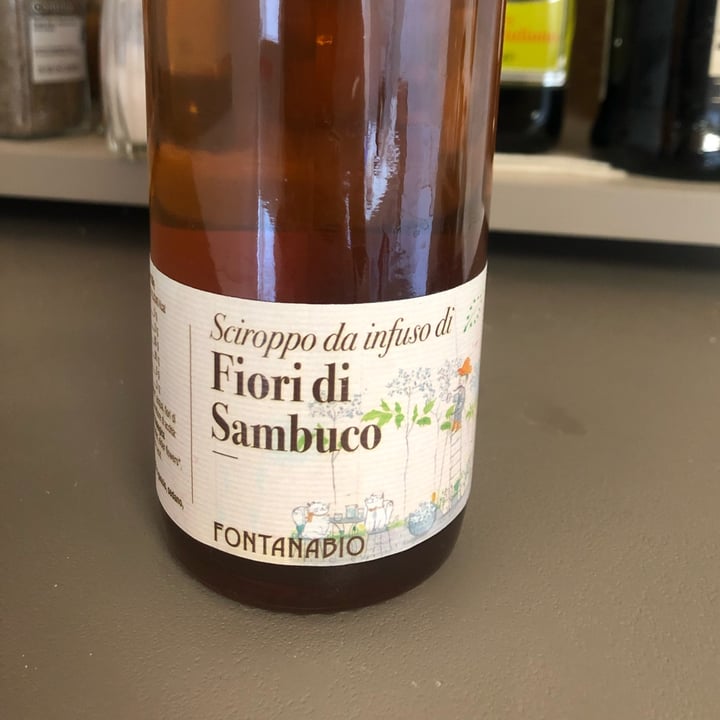 Sciroppo da infuso di
Fiori di
Sambuco
FONTANABIO